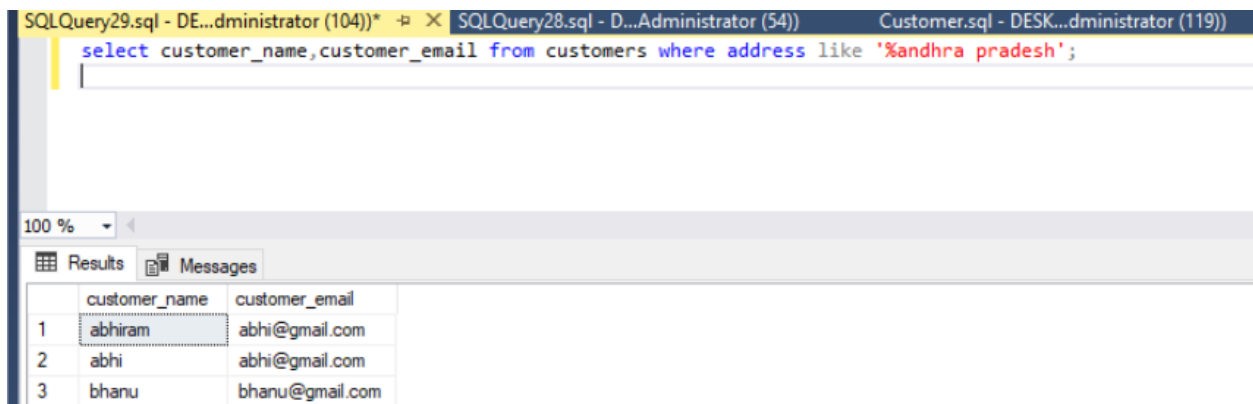 SQLQuery29.sql - DE...dministrator (104))* SQLQuery28.sql - D...Administrator (54)) Customer.sql - DESK...dministrator (119))
select customer_name,customer_email from customers where address like '%andhra pradesh';
100 %
Results Messages
customer_name customer_email
1 abhiram abhi@gmail.com
2 abhi abhi@gmail.com
3 bhanu bhanu@gmail.com